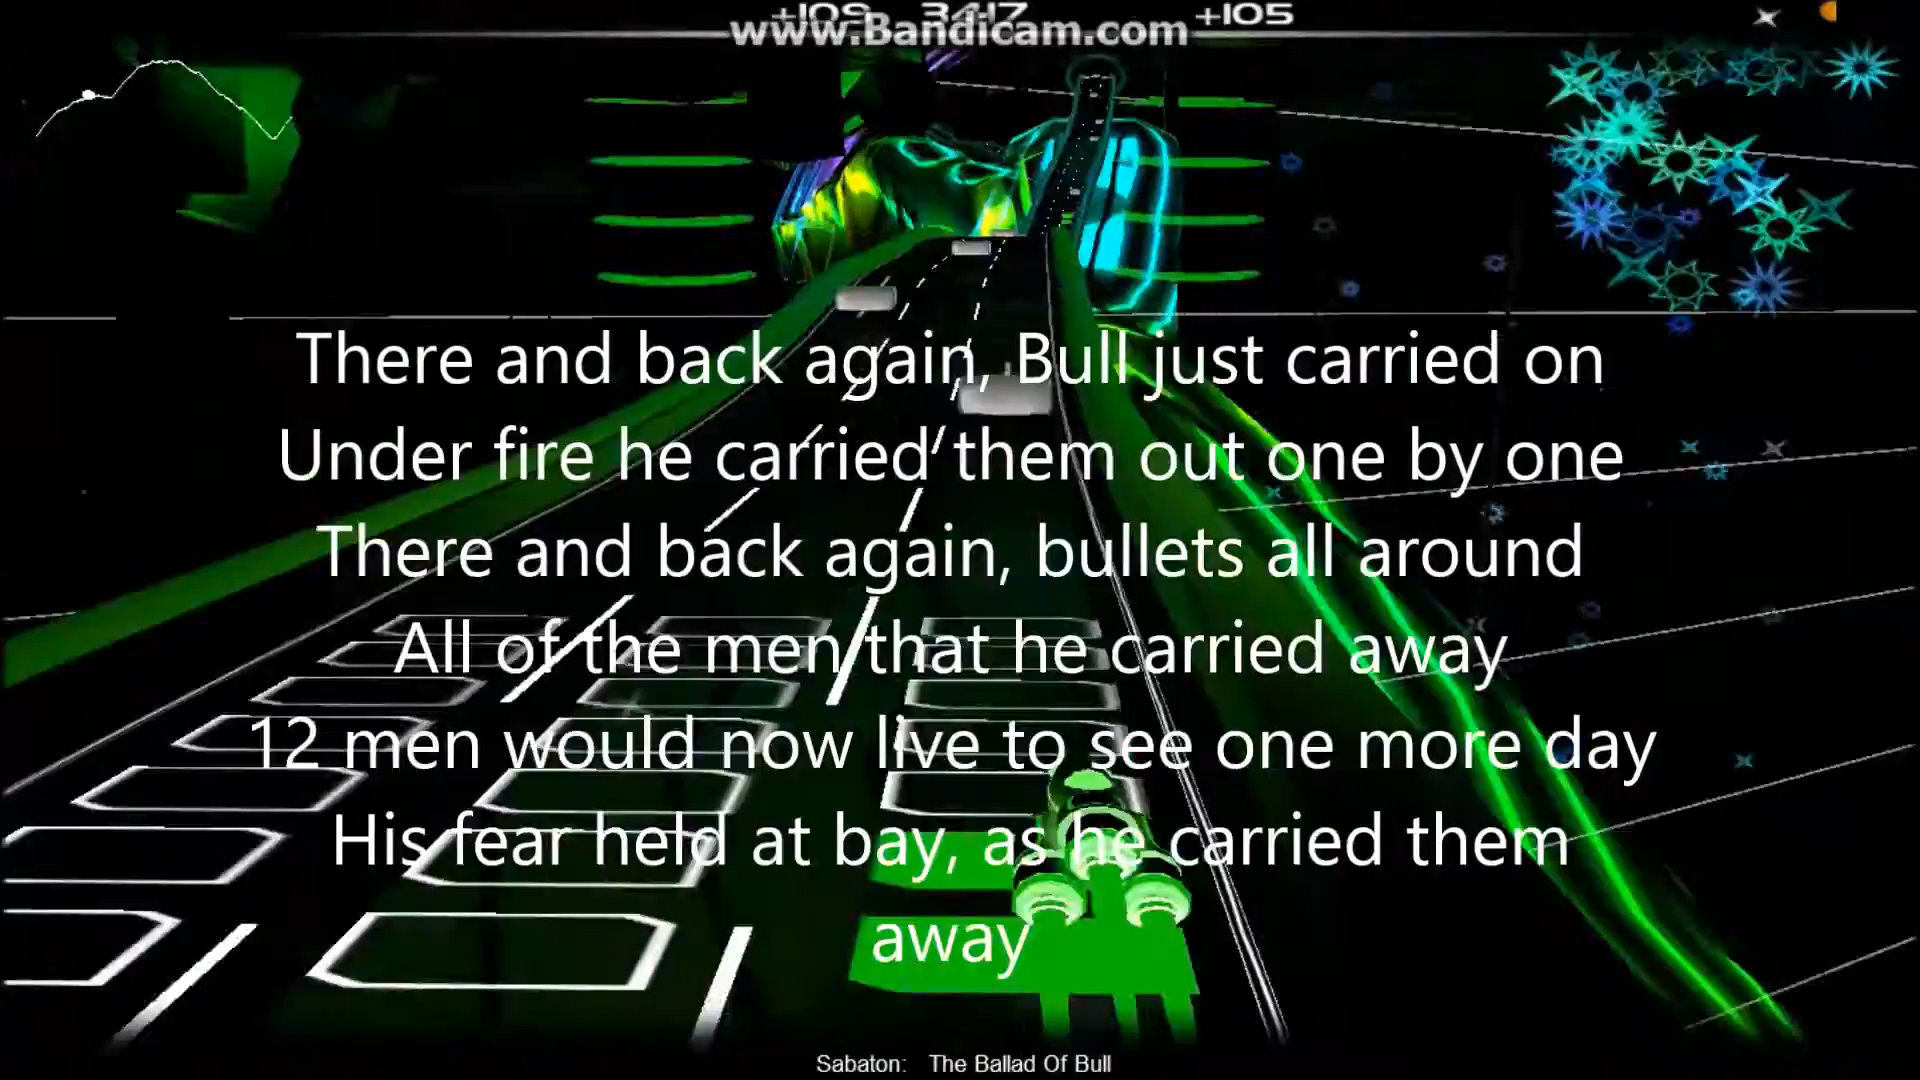 +109 3417 +105
www.Bandicam.com
There and back again, Bull just carried on
Under fire he carried them out one by one
There and back again, bullets all around
All of the men that he carried away
12 men would now live to see one more day
His fear held at bay, as he carried them
away
Sabaton: The Ballad Of Bull